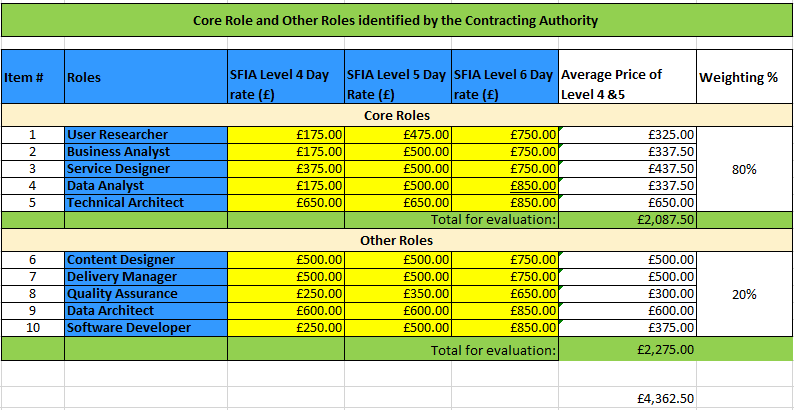 Core Role and Other Roles identified by the Contracting Authority
Item # Roles SFIA Level 4 Day rate (£) SFIA Level 5 Day Rate (£) SFIA Level 6 Day rate (£) Average Price of Level 4 &5 Weighting %
Core Roles
1 User Researcher £175.00 £475.00 £750.00 £325.00
2 Business Analyst £175.00 £500.00 £750.00 £337.50
3 Service Designer £375.00 £500.00 £750.00 £437.50 80%
4 Data Analyst £175.00 £500.00 £850.00 £337.50
5 Technical Architect £650.00 £650.00 £850.00 £650.00
Total for evaluation: £2,087.50
Other Roles
6 Content Designer £500.00 £500.00 £750.00 £500.00
7 Delivery Manager £500.00 £500.00 £750.00 £500.00
8 Quality Assurance £250.00 £350.00 £650.00 £300.00 20%
9 Data Architect £600.00 £600.00 £850.00 £600.00
10 Software Developer £250.00 £500.00 £850.00 £375.00
Total for evaluation: £2,275.00
£4,362.50